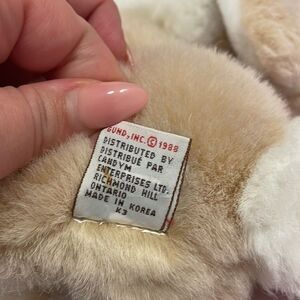 GUND, INC.© 1988
DISTRIBUTED BY
DISTRIBUÉ PAR
CANDYM
ENTERPRISES LTD.
RICHMOND HILL
ONTARIO
MADE IN KOREA
K3